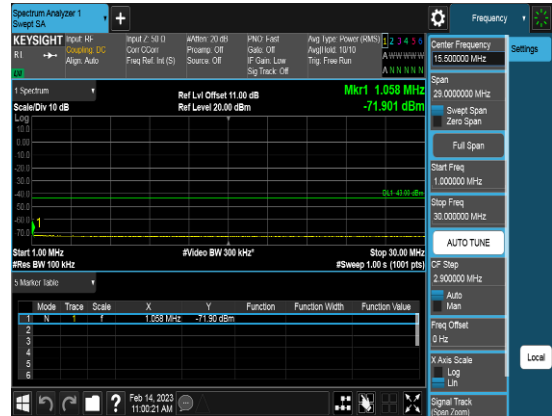 Spectrum Analyzer 1
Swept SA
+
Frequency
KEYSIGHT Input: RF
R1
Coupling: DC
Align: Auto
LXI
Input Z: 50 Ω
Corr CCorr
Freq Ref: Int (S)
#Atten: 20 dB
Preamp: Off
Source: Off
PNO: Fast
Gate: Off
IF Gain: Low
Sig Track: Off
Avg Type: Power (RMS)
Avg|Hold: 10/10
Trig: Free Run
1 2 3 4 5 6
A W W W W W
A N N N N N
1 Spectrum
Scale/Div 10 dB
Ref Lvl Offset 11.00 dB
Ref Level 20.00 dBm
Mkr1 1.058 MHz
-71.901 dBm
Log
10.0
0.00
-10.0
-20.0
-30.0
-40.0
-50.0
-60.0
-70.0
DL1 -43.00 dBm
1
Start 1.00 MHz
#Res BW 100 kHz
#Video BW 300 kHz*
Stop 30.00 MHz
#Sweep 1.00 s (1001 pts)
5 Marker Table
Mode Trace Scale X Y Function Function Width Function Value
1 N 1 f 1.058 MHz -71.90 dBm
2
3
4
5
6
?
Feb 14, 2023
11:00:21 AM
Center Frequency
15.500000 MHz
Settings
Span
29.0000000 MHz
Swept Span
Zero Span
Full Span
Start Freq
1.000000 MHz
Stop Freq
30.000000 MHz
AUTO TUNE
CF Step
2.900000 MHz
Auto
Man
Freq Offset
0 Hz
X Axis Scale
Log
Lin
Local
Signal Track
(Span Zoom)